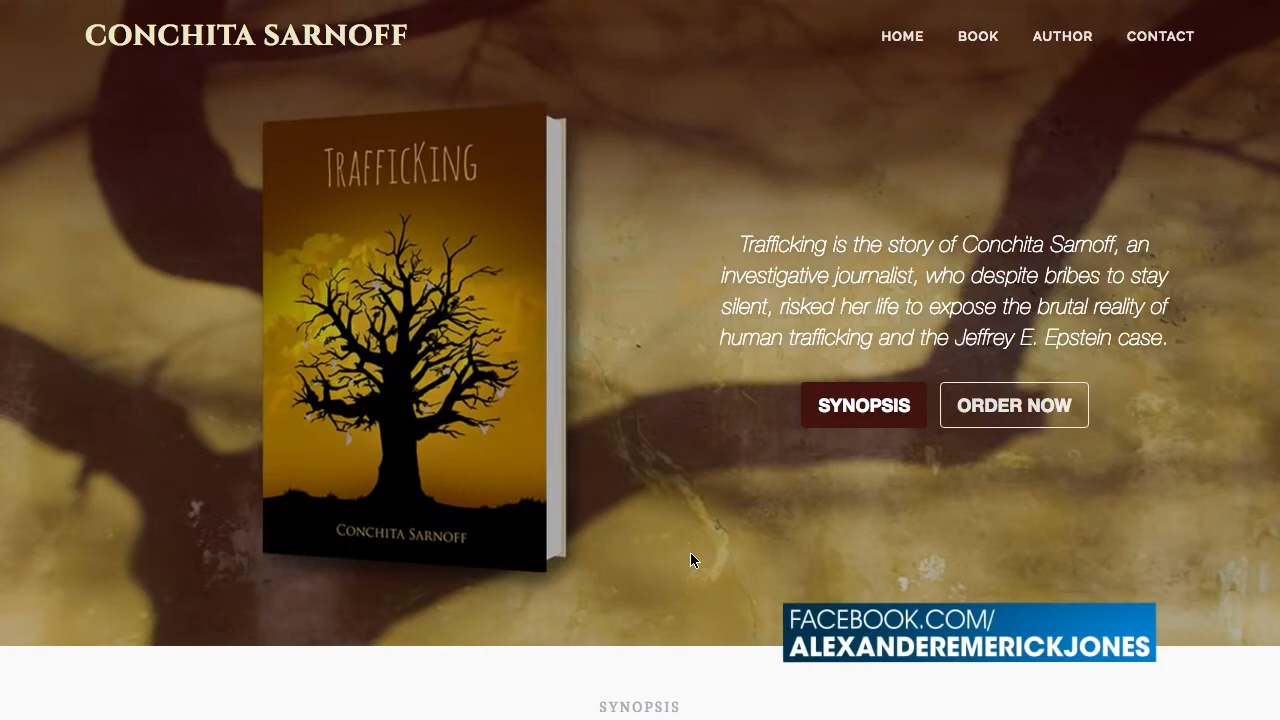 CONCHITA SARNOFF
HOME BOOK AUTHOR CONTACT
TRAFFICKING
CONCHITA SARNOFF
Trafficking is the story of Conchita Sarnoff, an
investigative journalist, who despite bribes to stay
silent, risked her life to expose the brutal reality of
human trafficking and the Jeffrey E. Epstein case.
SYNOPSIS ORDER NOW
FACEBOOK.COM/
ALEXANDEREMERICKJONES
SYNOPSIS